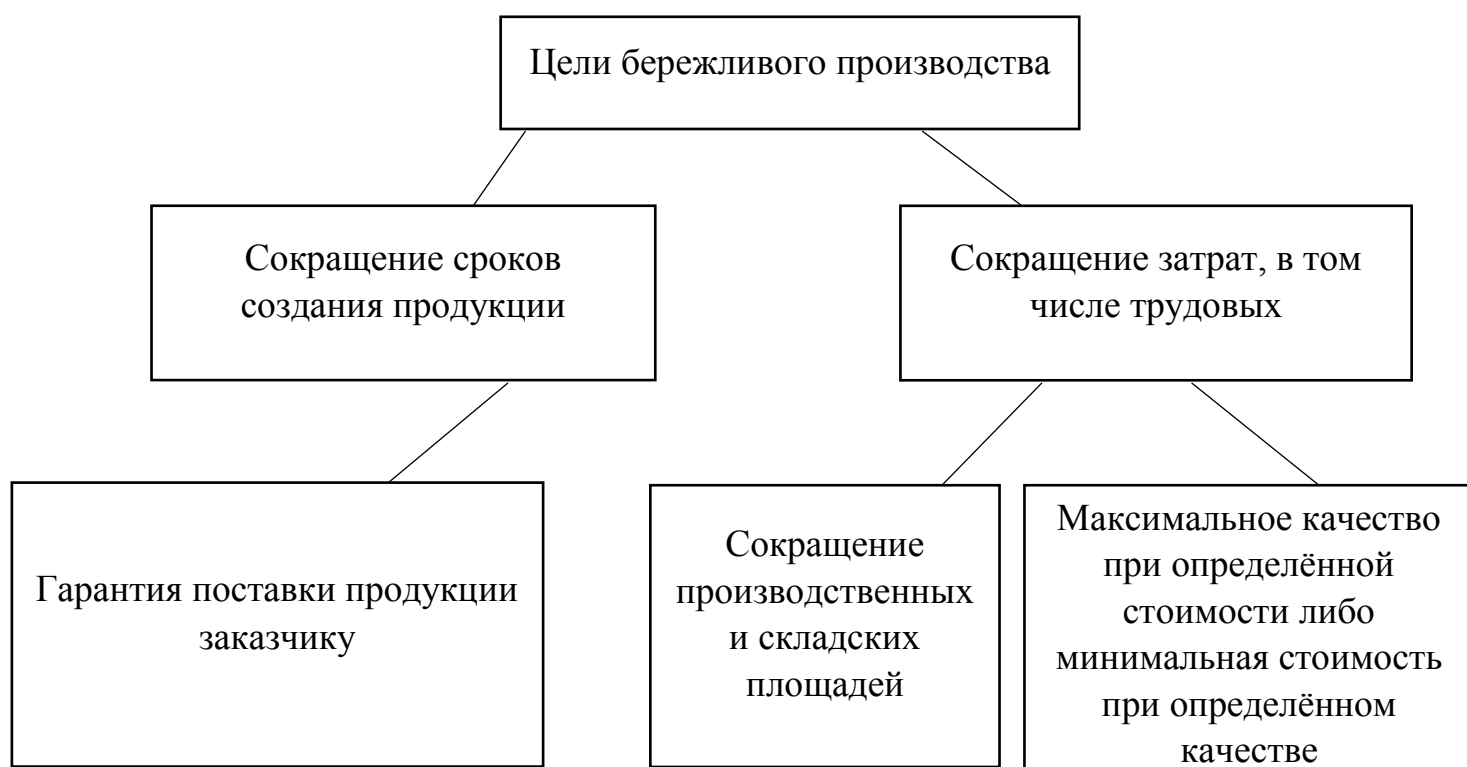 Цели бережливого производства
Сокращение сроков
создания продукции
Сокращение затрат, в том
числе трудовых
Гарантия поставки продукции
заказчику
Сокращение
производственных
и складских
площадей
Максимальное качество
при определённой
стоимости либо
минимальная стоимость
при определённом
качестве